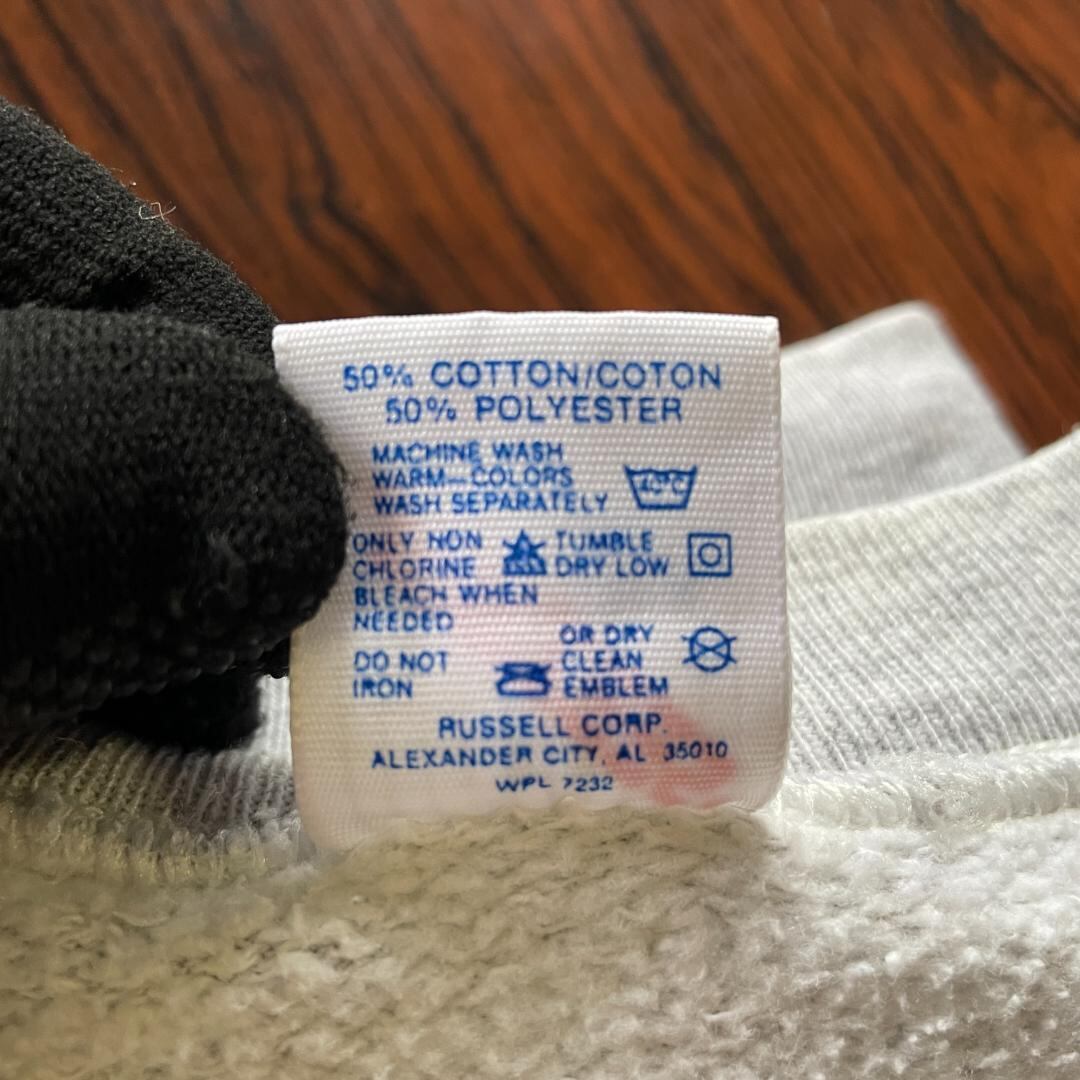 50% COTTON/COTON
50% POLYESTER
MACHINE WASH
WARM—COLORS
WASH SEPARATELY
40°C
ONLY NON
CHLORINE
BLEACH WHEN
NEEDED
TUMBLE
DRY LOW
DO NOT
IRON
OR DRY
CLEAN
EMBLEM
RUSSELL CORP.
ALEXANDER CITY, AL 35010
WPL 7232